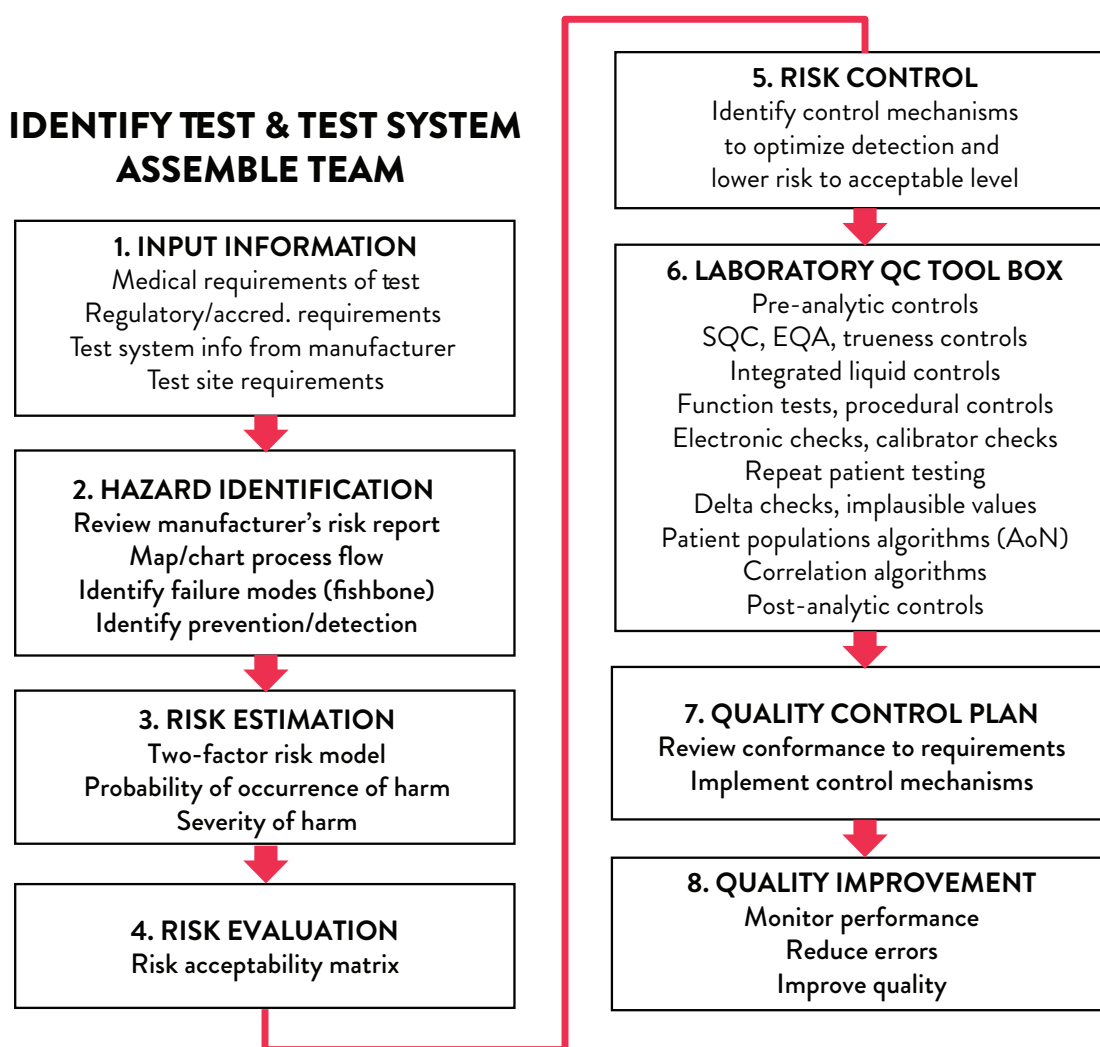 IDENTIFY TEST & TEST SYSTEM
ASSEMBLE TEAM
1. INPUT INFORMATION
Medical requirements of test
Regulatory/accred. requirements
Test system info from manufacturer
Test site requirements
2. HAZARD IDENTIFICATION
Review manufacturer’s risk report
Map/chart process flow
Identify failure modes (fishbone)
Identify prevention/detection
3. RISK ESTIMATION
Two-factor risk model
Probability of occurrence of harm
Severity of harm
4. RISK EVALUATION
Risk acceptability matrix
5. RISK CONTROL
Identify control mechanisms
to optimize detection and
lower risk to acceptable level
6. LABORATORY QC TOOL BOX
Pre-analytic controls
SQC, EQA, trueness controls
Integrated liquid controls
Function tests, procedural controls
Electronic checks, calibrator checks
Repeat patient testing
Delta checks, implausible values
Patient populations algorithms (AoN)
Correlation algorithms
Post-analytic controls
7. QUALITY CONTROL PLAN
Review conformance to requirements
Implement control mechanisms
8. QUALITY IMPROVEMENT
Monitor performance
Reduce errors
Improve quality